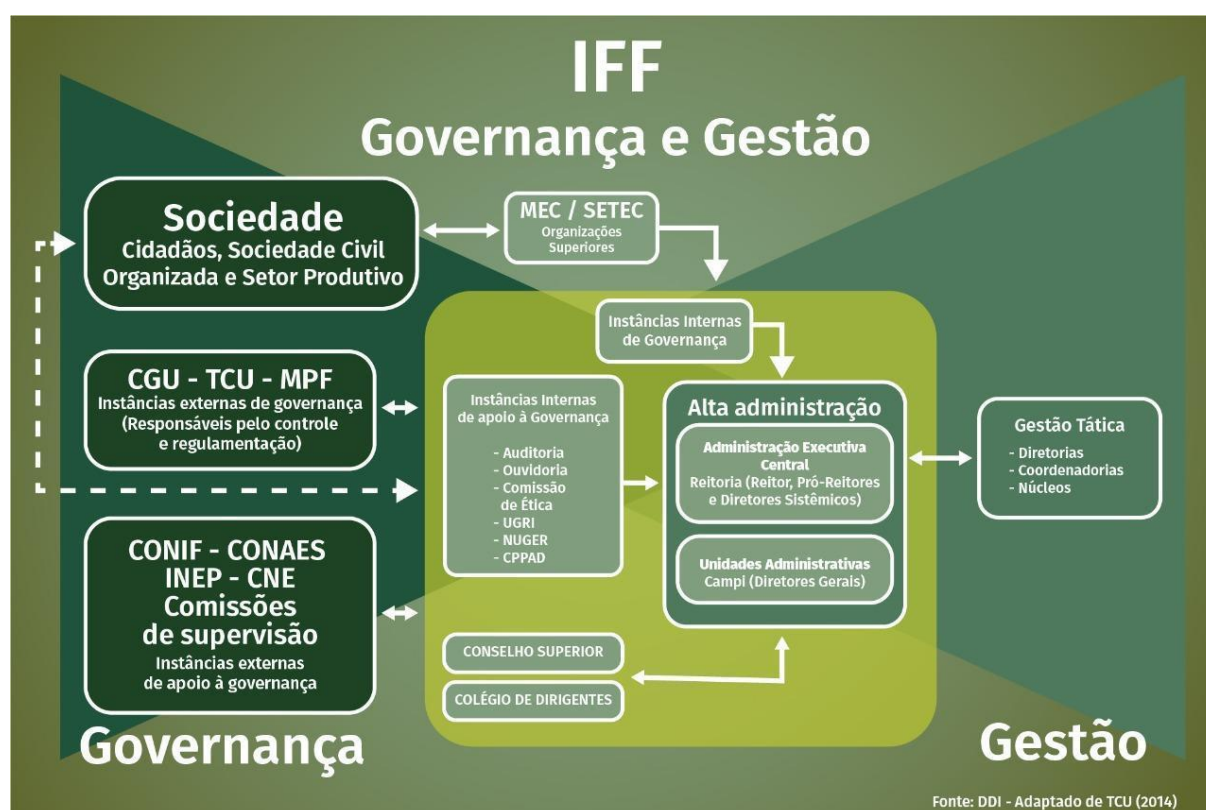 IFF
Governança e Gestão
Sociedade
Cidadãos, Sociedade Civil
Organizada e Setor Produtivo
MEC / SETEC
Organizações
Superiores
Instâncias Internas
de Governança
CGU - TCU - MPF
Instâncias externas de governança
(Responsáveis pelo controle
e regulamentação)
Instâncias Internas
de apoio à Governança
- Auditoria
- Ouvidoria
- Comissão
de Ética
- UGRI
- NUGER
- CPPAD
Alta administração
Administração Executiva
Central
Reitoria (Reitor, Pró-Reitores
e Diretores Sistêmicos)
Unidades Administrativas
Campi (Diretores Gerais)
Gestão Tática
- Diretorias
- Coordenadorias
- Núcleos
CONIF - CONAES
INEP - CNE
Comissões
de supervisão
Instâncias externas
de apoio à governança
CONSELHO SUPERIOR
COLÉGIO DE DIRIGENTES
Governança
Gestão
Fonte: DDI - Adaptado de TCU (2014)